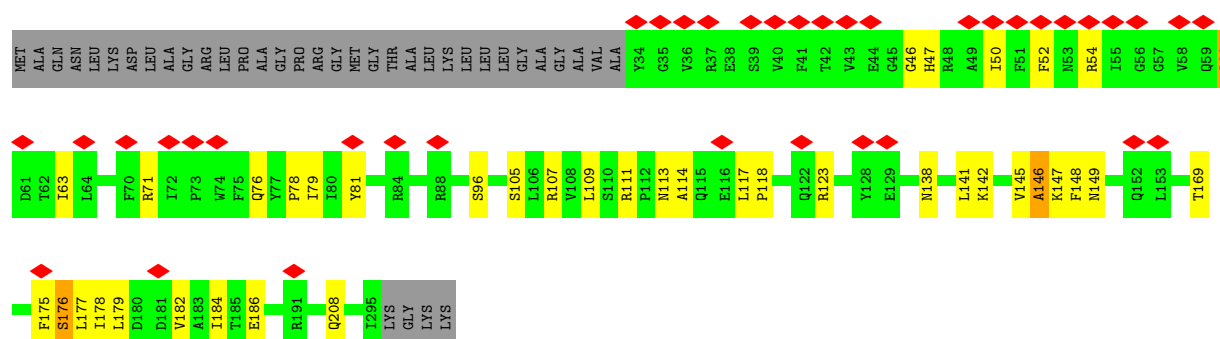 MET ALA GLN ASN LEU LYS ASP LEU LEU ALA GLY ARG LEU PRO ALA GLY PRO ARG GLY MET GLY THR ALA LEU LYS LEU LEU LEU GLY ALA GLY ALA VAL ALA Y34 G35 V36 R37 E38 S39 V40 F41 T42 V43 E44 G45 G46 H47 R48 A49 I50 F51 F52 N53 R54 I55 G56 G57 V58 Q59
D61 T62 I63 L64 F70 R71 I72 P73 W74 F75 Q76 Y77 P78 I79 I80 Y81 R84 R88 S96 S105 L106 R107 V108 L109 S110 R111 P112 N113 A114 Q115 E116 L117 P118 Q122 R123 Y128 E129 N138 L141 K142 V145 A146 K147 F148 N149 Q152 L153 T169
F175 S176 L177 I178 L179 D180 D181 V182 A183 I184 T185 E186 R191 Q208 I295 LYS GLY LYS LYS